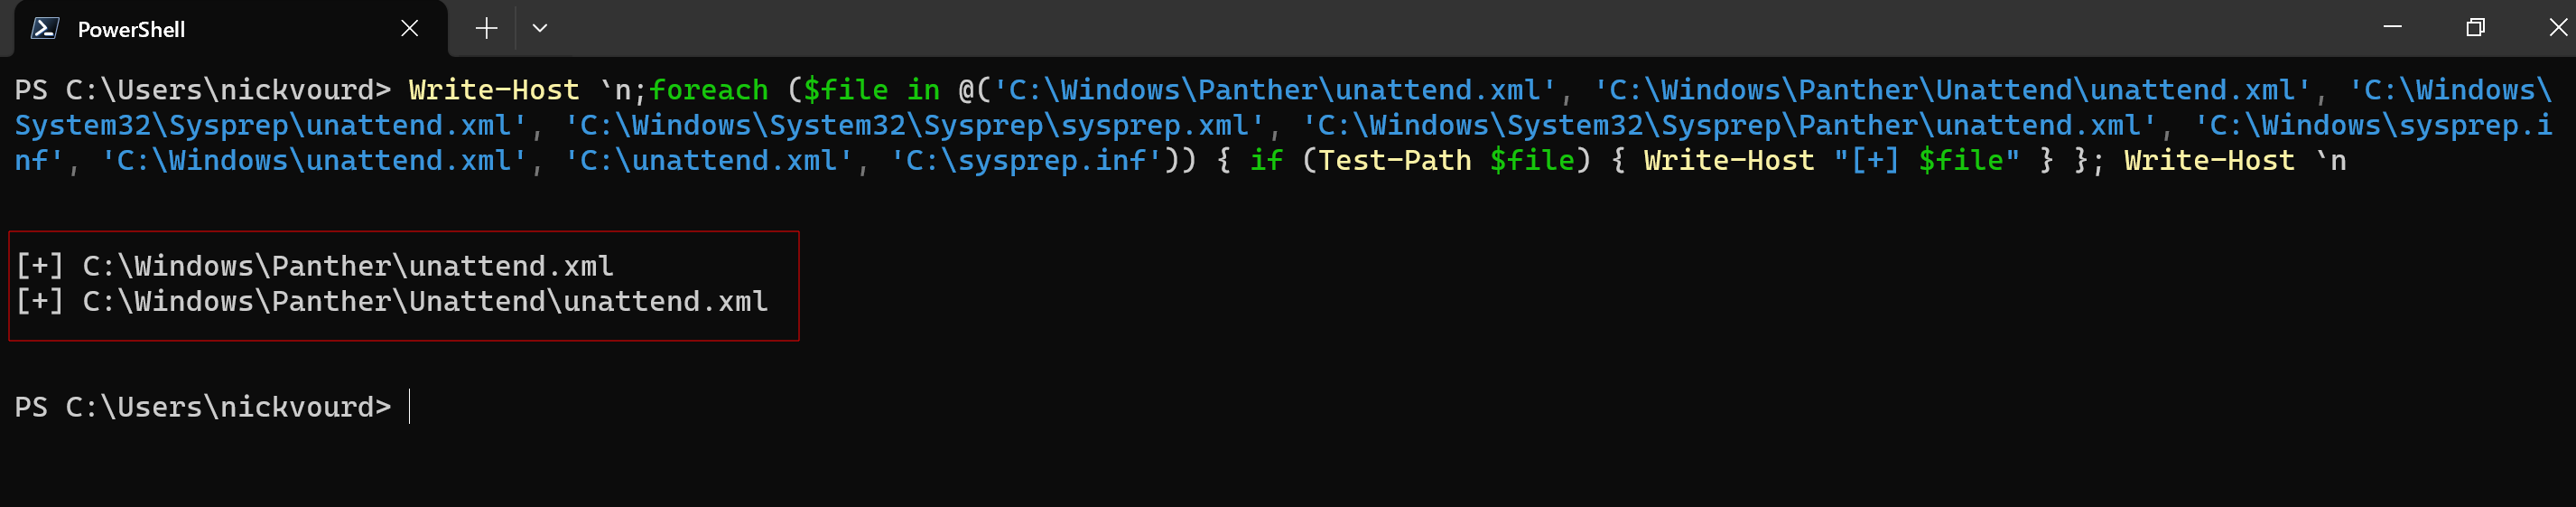 PowerShell
PS C:\Users\nickvourd> Write-Host `n;foreach ($file in @('C:\Windows\Panther\unattend.xml', 'C:\Windows\Panther\Unattend\unattend.xml', 'C:\Windows\
System32\Sysprep\unattend.xml', 'C:\Windows\System32\Sysprep\sysprep.xml', 'C:\Windows\System32\Sysprep\Panther\unattend.xml', 'C:\Windows\sysprep.i
nf', 'C:\Windows\unattend.xml', 'C:\unattend.xml', 'C:\sysprep.inf')) { if (Test-Path $file) { Write-Host "[+] $file" } }; Write-Host `n
[+] C:\Windows\Panther\unattend.xml
[+] C:\Windows\Panther\Unattend\unattend.xml
PS C:\Users\nickvourd>